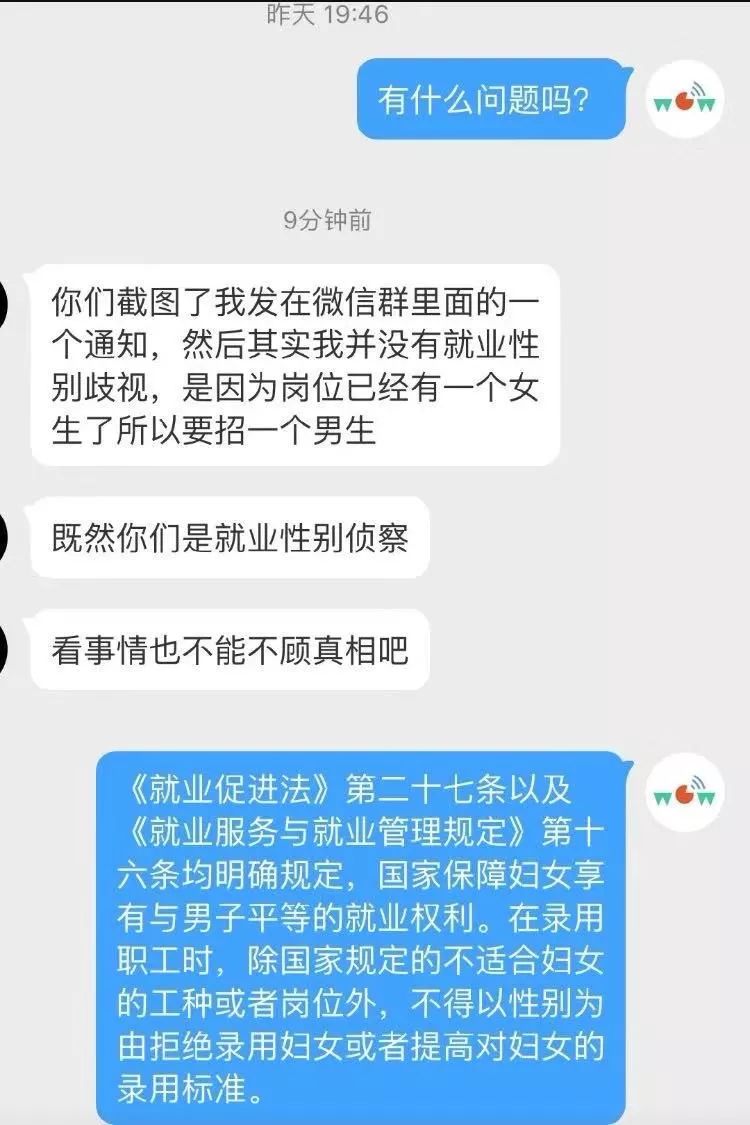 昨天 19:46
有什么问题吗?
WOW
9分钟前
你们截图了我发在微信群里面的一
个通知，然后其实我并没有就业性
别歧视，是因为岗位已经有一个女
生了所以要招一个男生
既然你们是就业性别侦察
看事情也不能不顾真相吧
《就业促进法》第二十七条以及
《就业服务与就业管理规定》第十
六条均明确规定，国家保障妇女享
有与男子平等的就业权利。在录用
职工时，除国家规定的不适合妇女
的工种或者岗位外，不得以性别为
由拒绝录用妇女或者提高对妇女的
录用标准。
WOW